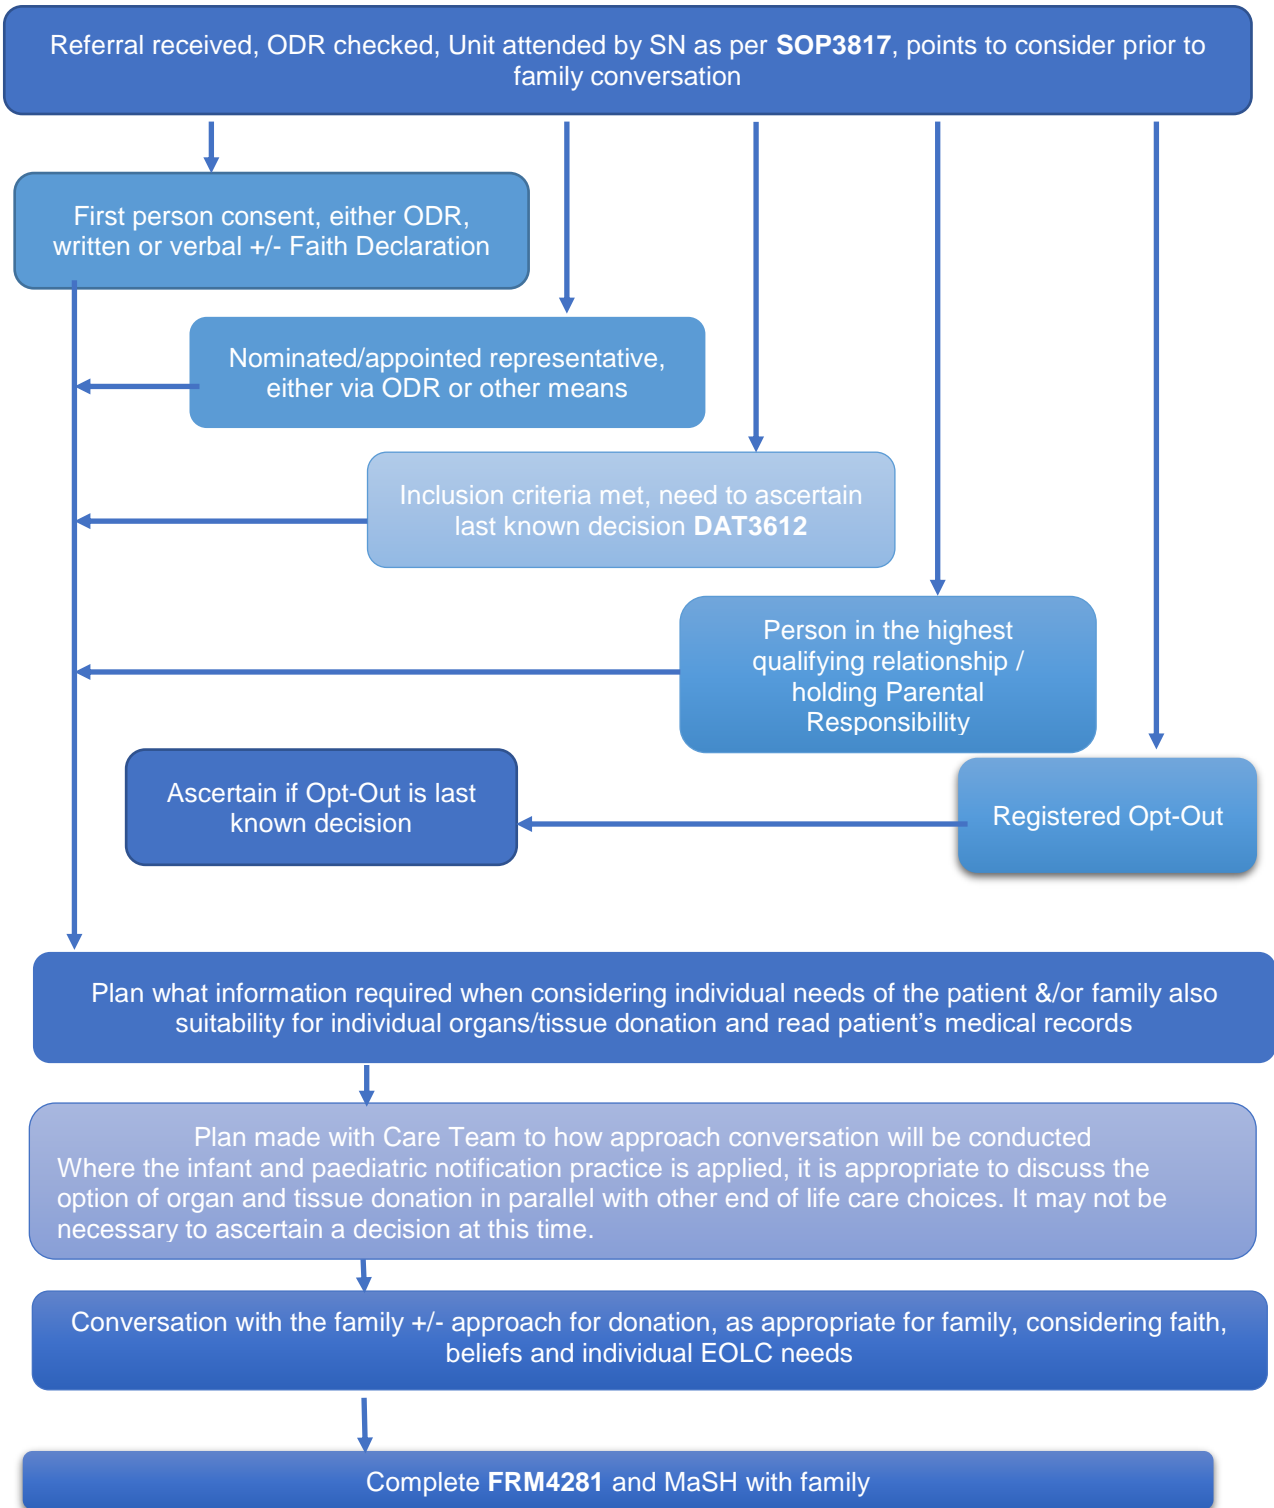 Referral received, ODR checked, Unit attended by SN as per SOP3817, points to consider prior to
family conversation
First person consent, either ODR,
written or verbal +/- Faith Declaration
Nominated/appointed representative,
either via ODR or other means
Inclusion criteria met, need to ascertain
last known decision DAT3612
Person in the highest
qualifying relationship /
holding Parental
Responsibility
Ascertain if Opt-Out is last
known decision
Registered Opt-Out
Plan what information required when considering individual needs of the patient &/or family also
suitability for individual organs/tissue donation and read patient’s medical records
Plan made with Care Team to how approach conversation will be conducted
Where the infant and paediatric notification practice is applied, it is appropriate to discuss the
option of organ and tissue donation in parallel with other end of life care choices. It may not be
necessary to ascertain a decision at this time.
Conversation with the family +/- approach for donation, as appropriate for family, considering faith,
beliefs and individual EOLC needs
Complete FRM4281 and MaSH with family